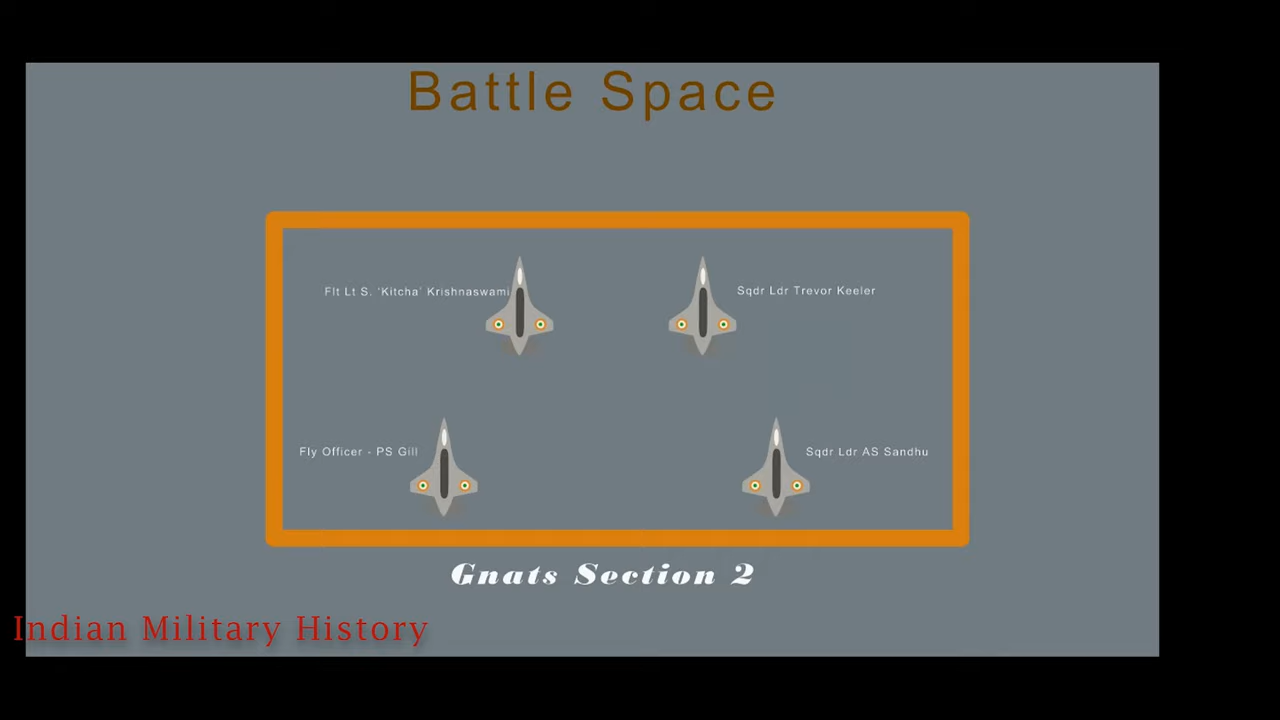 Battle Space
Flt Lt S. 'Kitcha' Krishnaswami
Sqdr Ldr Trevor Keeler
Fly Officer - PS Gill
Sqdr Ldr AS Sandhu
Gnats Section 2
Indian Military History